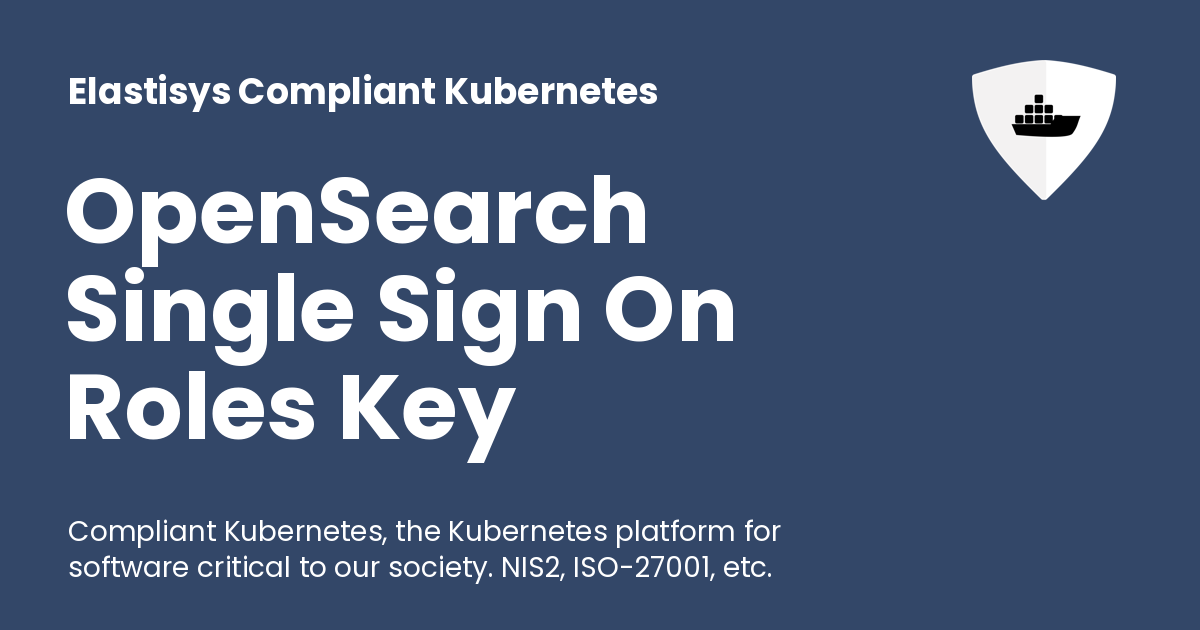 Elastisys Compliant Kubernetes
OpenSearch
Single Sign On
Roles Key
Compliant Kubernetes, the Kubernetes platform for
software critical to our society. NIS2, ISO-27001, etc.